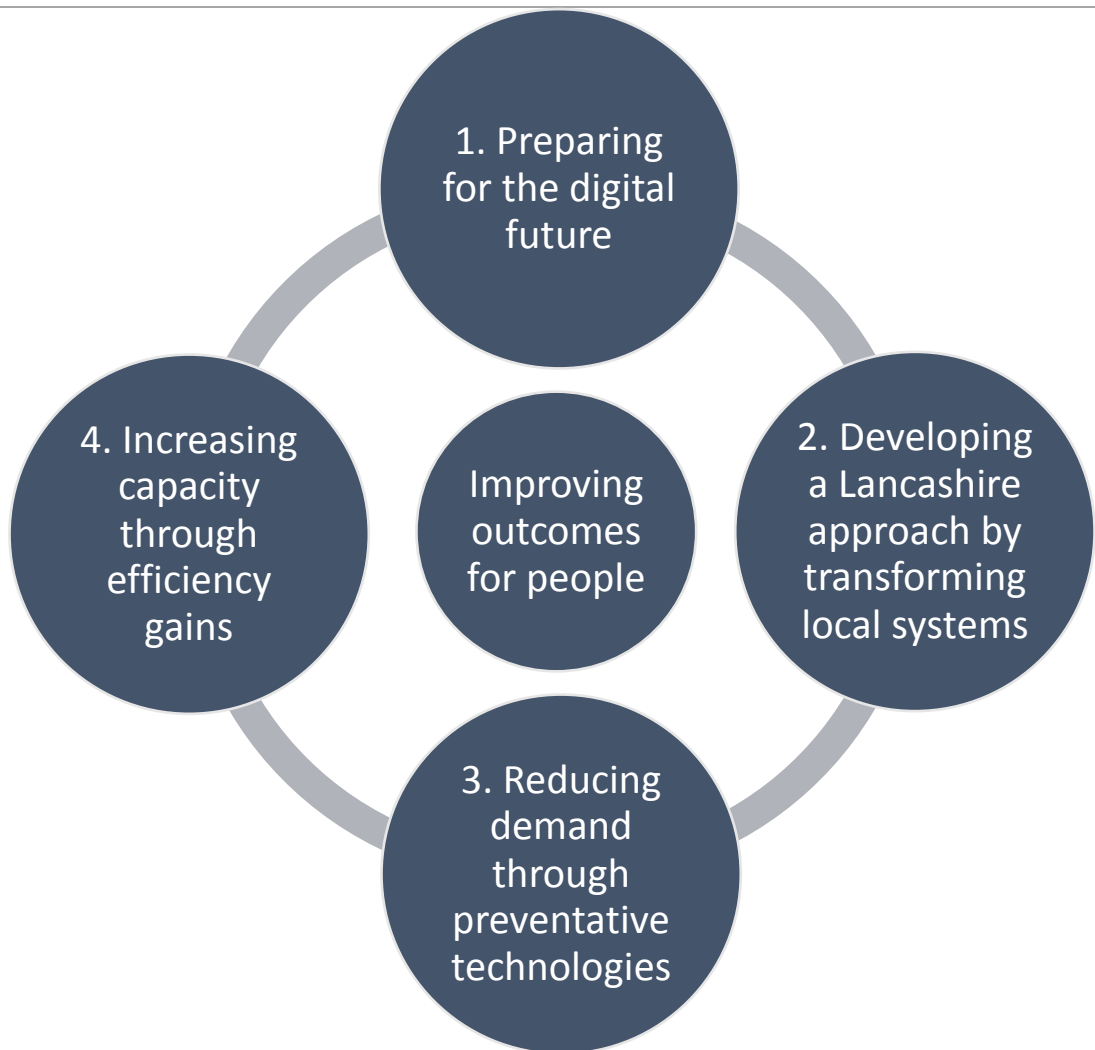 1. Preparing
for the digital
future
2. Developing
a Lancashire
approach by
transforming
local systems
3. Reducing
demand
through
preventative
technologies
4. Increasing
capacity
through
efficiency
gains
Improving
outcomes
for people